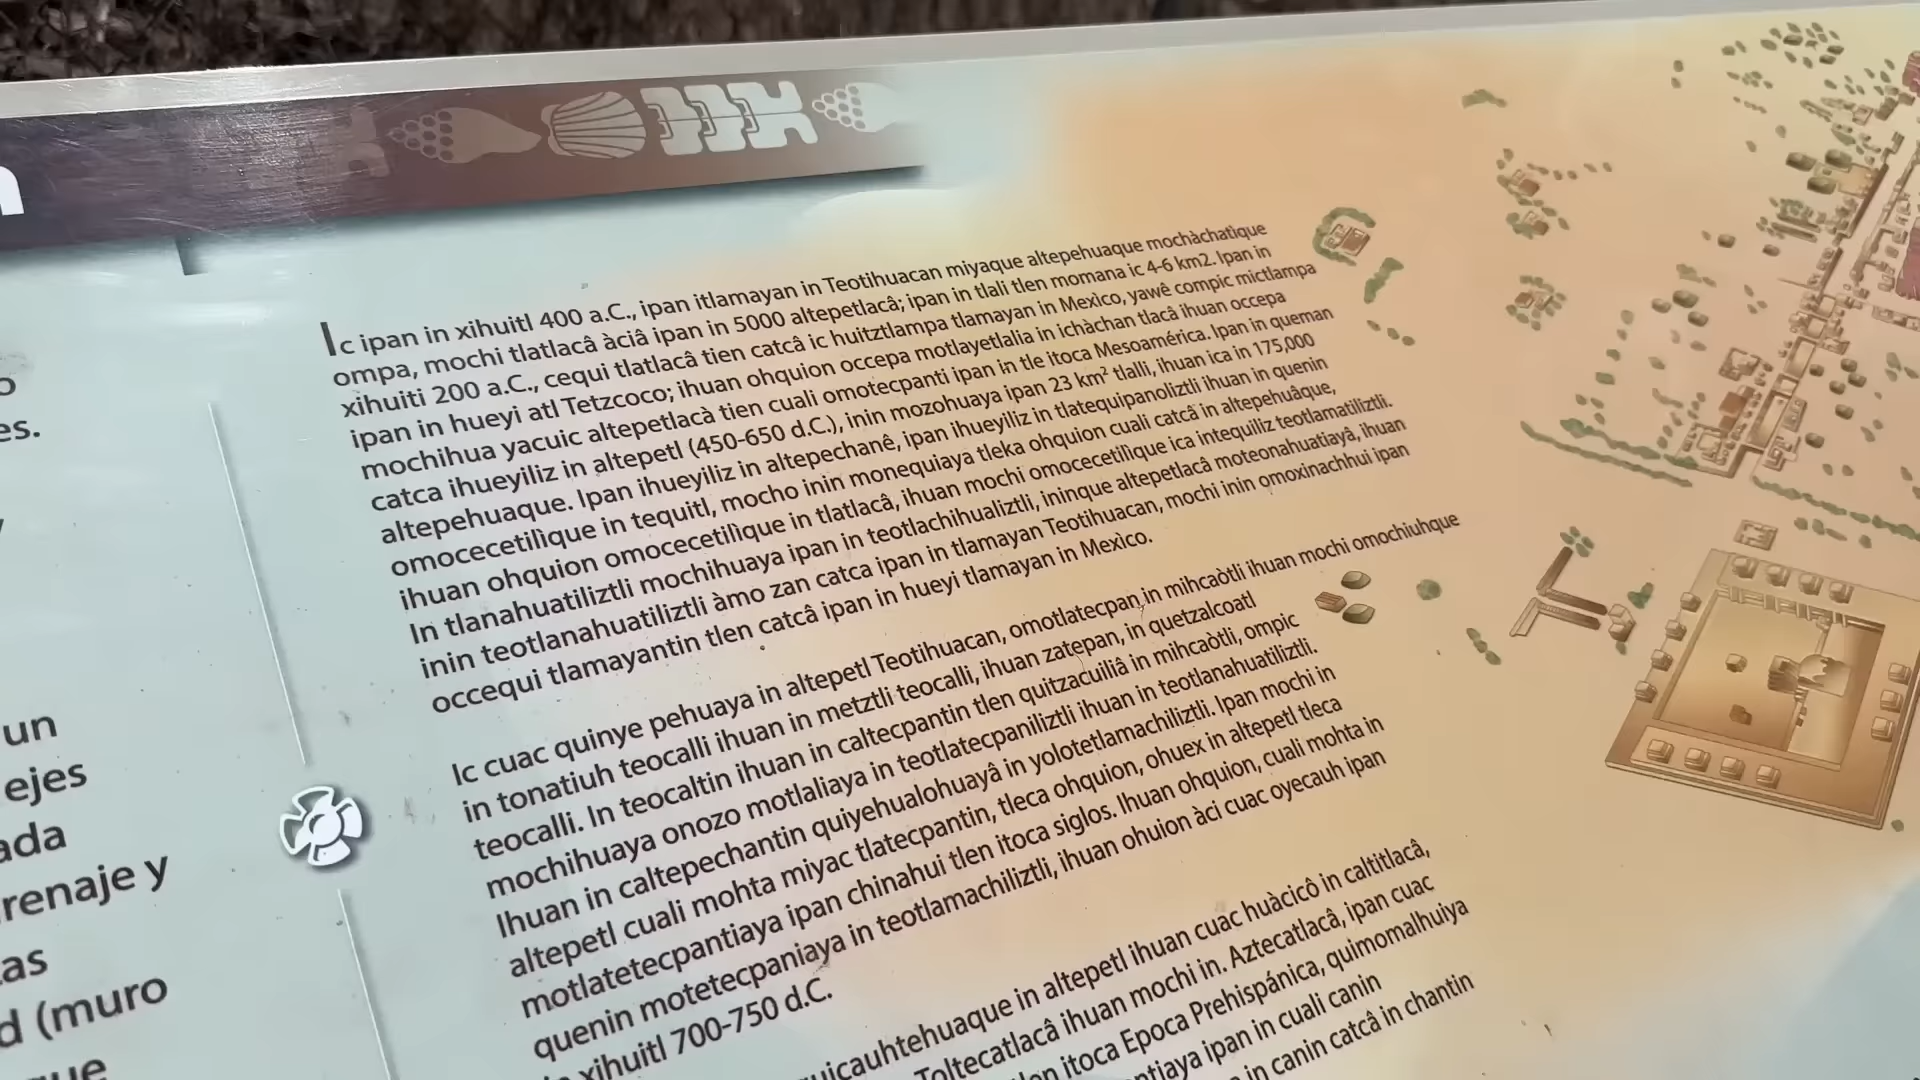 n
o
es.
y
un
ejes
ada
renaje y
tas
d (muro
que
Ic ipan in xihuitl 400 a.C., ipan itlamayan in Teotihuacan miyaque altepehuaque mochàchatìque
ompa, mochi tlatlacâ àciâ ipan in 5000 altepetlacâ; ipan in tlali tlen momana ic 4-6 km2. Ipan in
xihuiti 200 a.C., cequi tlatlacâ tien catcâ ic huitztlampa tlamayan in Mexìco, yawê compic mictlampa
ipan in hueyi atl Tetzcoco; ihuan ohquion occepa motlayetlalia in ichàchan tlacâ ihuan occepa
mochihua yacuic altepetlacà tien cuali omotecpanti ipan in tle itoca Mesoamérica. Ipan in queman
catca ihueyiliz in altepetl (450-650 d.C.), inin mozohuaya ipan 23 km² tlalli, ihuan ica in 175,000
altepehuaque. Ipan ihueyiliz in altepechanê, ipan ihueyiliz in tlatequipanoliztli ihuan in quenin
omocecetilìque in tequitl, mocho inin monequiaya tleka ohquion cuali catcâ in altepehuâque,
ihuan ohquion omocecetilìque in tlatlacâ, ihuan mochi omocecetilìque ica intequiliz teotlamatiliztli.
In tlanahuatiliztli mochihuaya ipan in teotlachihualiztli, ininque altepetlacâ moteonahuatiayâ, ihuan
inin teotlanahuatiliztli àmo zan catca ipan in tlamayan Teotihuacan, mochi inin omoxinachhui ipan
occequi tlamayantin tlen catcâ ipan in hueyi tlamayan in Mexìco.
Ic cuac quinye pehuaya in altepetl Teotihuacan, omotlatecpan in mihcaòtli ihuan mochi omochiuhque
in tonatiuh teocalli ihuan in metztli teocalli, ihuan zatepan, in quetzalcoatl
teocalli. In teocaltin ihuan in caltecpantin tlen quitzacuiliâ in mihcaòtli, ompic
mochihuaya onozo motlaliaya in teotlatecpaniliztli ihuan in teotlanahuatiliztli.
Ihuan in caltepechantin quiyehualohuayâ in yolotetlamachiliztli. Ipan mochi in
altepetl cuali mohta miyac tlatecpantin, tleca ohquion, ohuex in altepetl tleca
motlatetecpantiaya ipan chinahui tlen itoca siglos. Ihuan ohquion, cuali mohta in
quenin motetecpaniaya in teotlamachiliztli, ihuan ohuion àci cuac oyecauh ipan
xihuitl 700-750 d.C.
uicauhtehuaque in altepetl ihuan cuac huàcicô in caltitlacâ,
Toltecatlacâ ihuan mochi in. Aztecatlacâ, ipan cuac
itoca Epoca Prehispánica, quimomalhuiya
ntiaya ipan in cuali canin
in canin catcâ in chantin